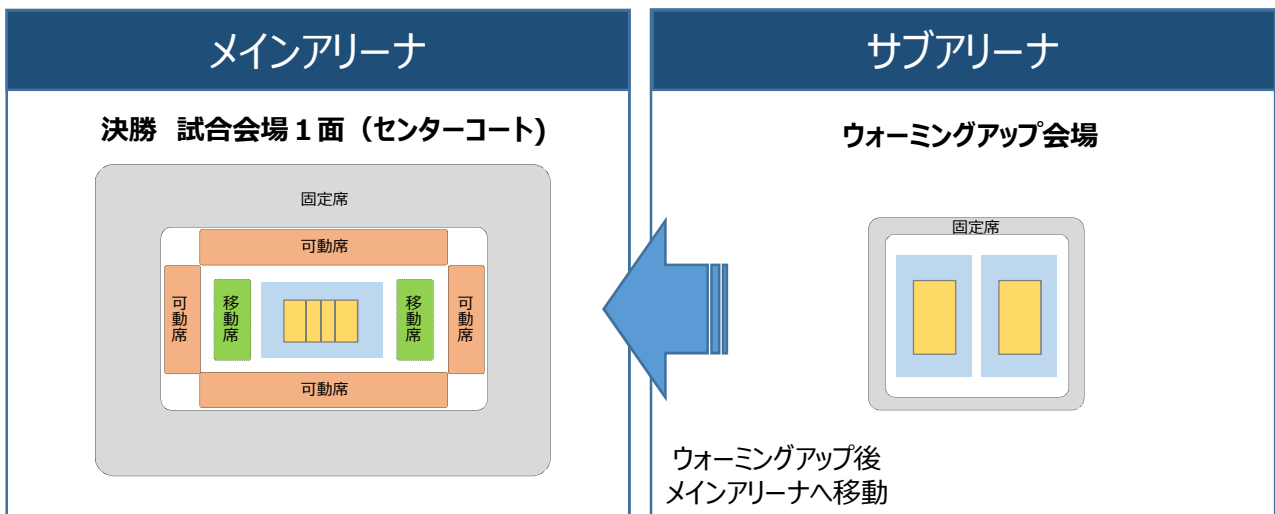 メインアリーナ
決勝 試合会場１面（センターコート)
固定席
可動席
可動席
移動席
移動席
可動席
可動席
サブアリーナ
ウォーミングアップ会場
固定席
ウォーミングアップ後
メインアリーナへ移動